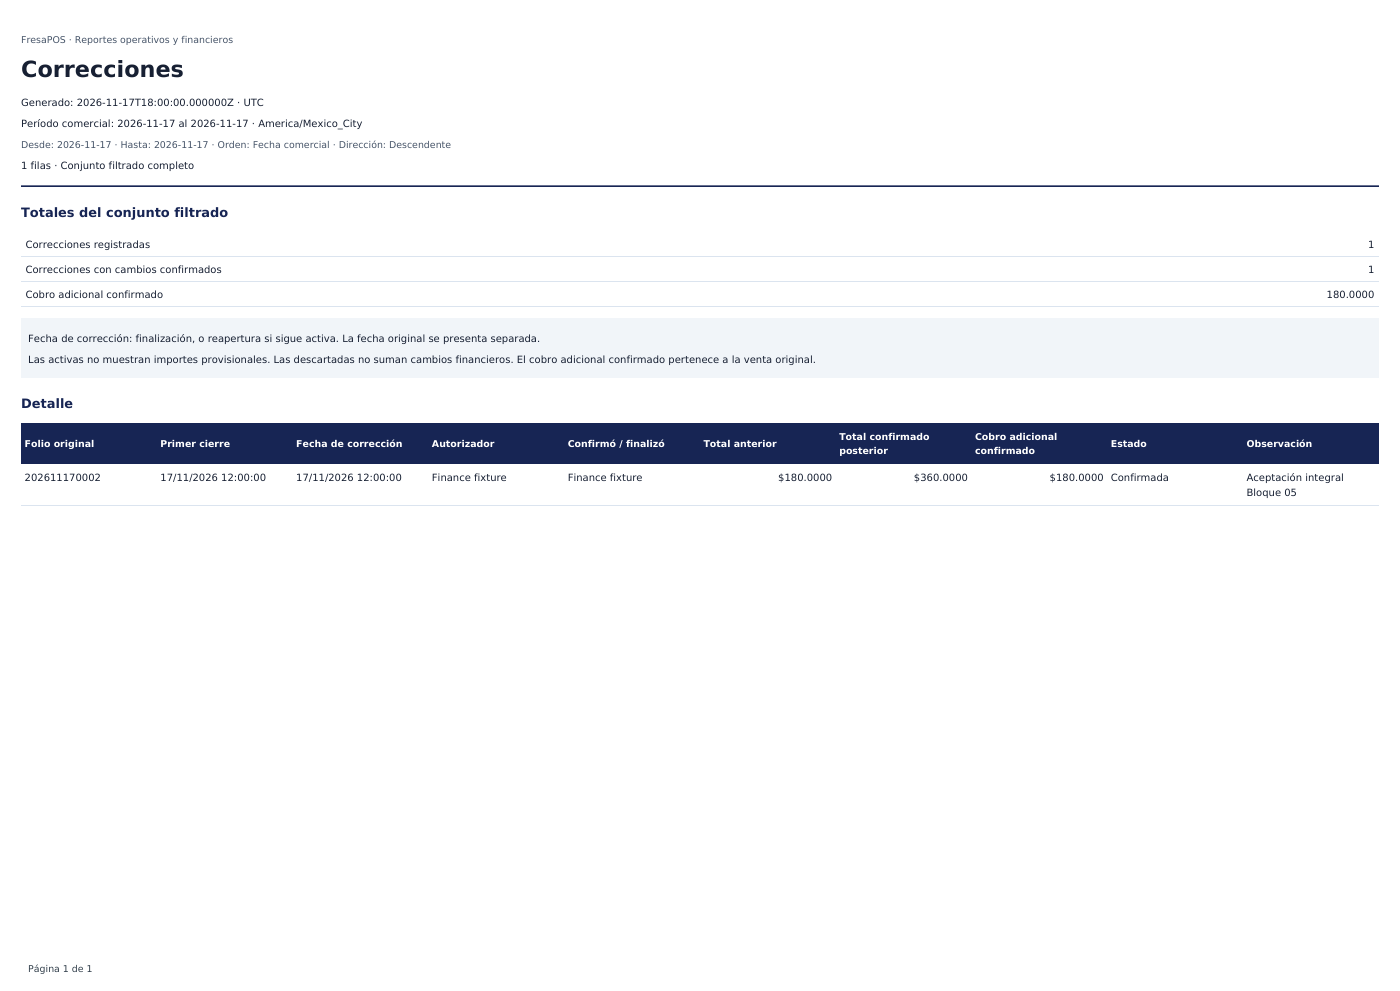 FresaPOS · Reportes operativos y financieros
Correcciones
Generado: 2026-11-17T18:00:00.000000Z · UTC
Período comercial: 2026-11-17 al 2026-11-17 · America/Mexico_City
Desde: 2026-11-17 · Hasta: 2026-11-17 · Orden: Fecha comercial · Dirección: Descendente
1 filas · Conjunto filtrado completo
Totales del conjunto filtrado
Correcciones registradas 1
Correcciones con cambios confirmados 1
Cobro adicional confirmado 180.0000
Fecha de corrección: finalización, o reapertura si sigue activa. La fecha original se presenta separada.
Las activas no muestran importes provisionales. Las descartadas no suman cambios financieros. El cobro adicional confirmado pertenece a la venta original.
Detalle
Folio original Primer cierre Fecha de corrección Autorizador Confirmó / finalizó Total anterior Total confirmado posterior Cobro adicional confirmado Estado Observación
202611170002 17/11/2026 12:00:00 17/11/2026 12:00:00 Finance fixture Finance fixture $180.0000 $360.0000 $180.0000 Confirmada Aceptación integral Bloque 05
Página 1 de 1